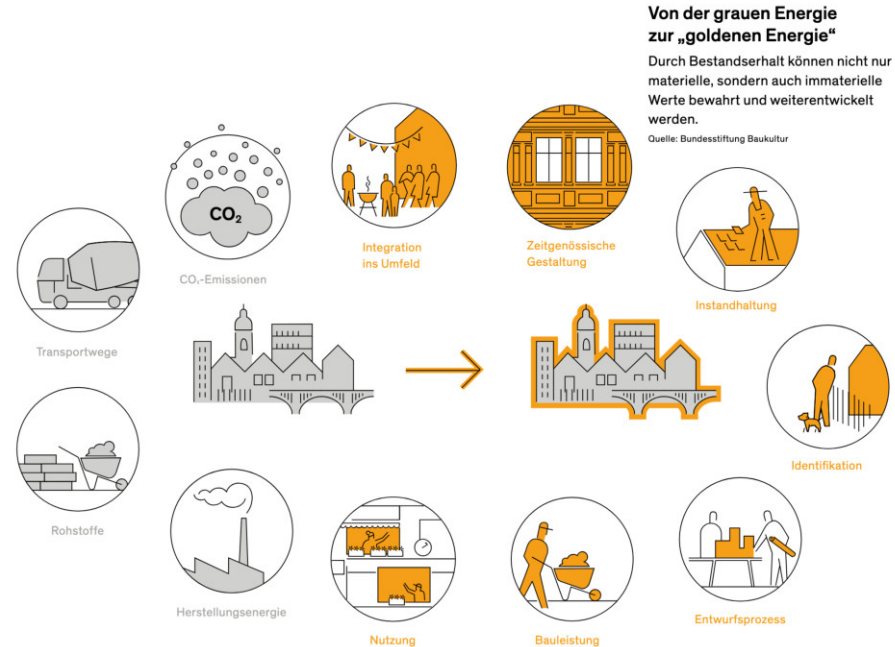 Von der grauen Energie
zur „goldenen Energie“
Durch Bestandserhalt können nicht nur
materielle, sondern auch immaterielle
Werte bewahrt und weiterentwickelt
werden.
Quelle: Bundesstiftung Baukultur
CO₂
CO₂-Emissionen
Integration
ins Umfeld
Zeitgenössische
Gestaltung
Instandhaltung
Transportwege
Identifikation
Rohstoffe
Herstellungsenergie
Nutzung
Bauleistung
Entwurfsprozess